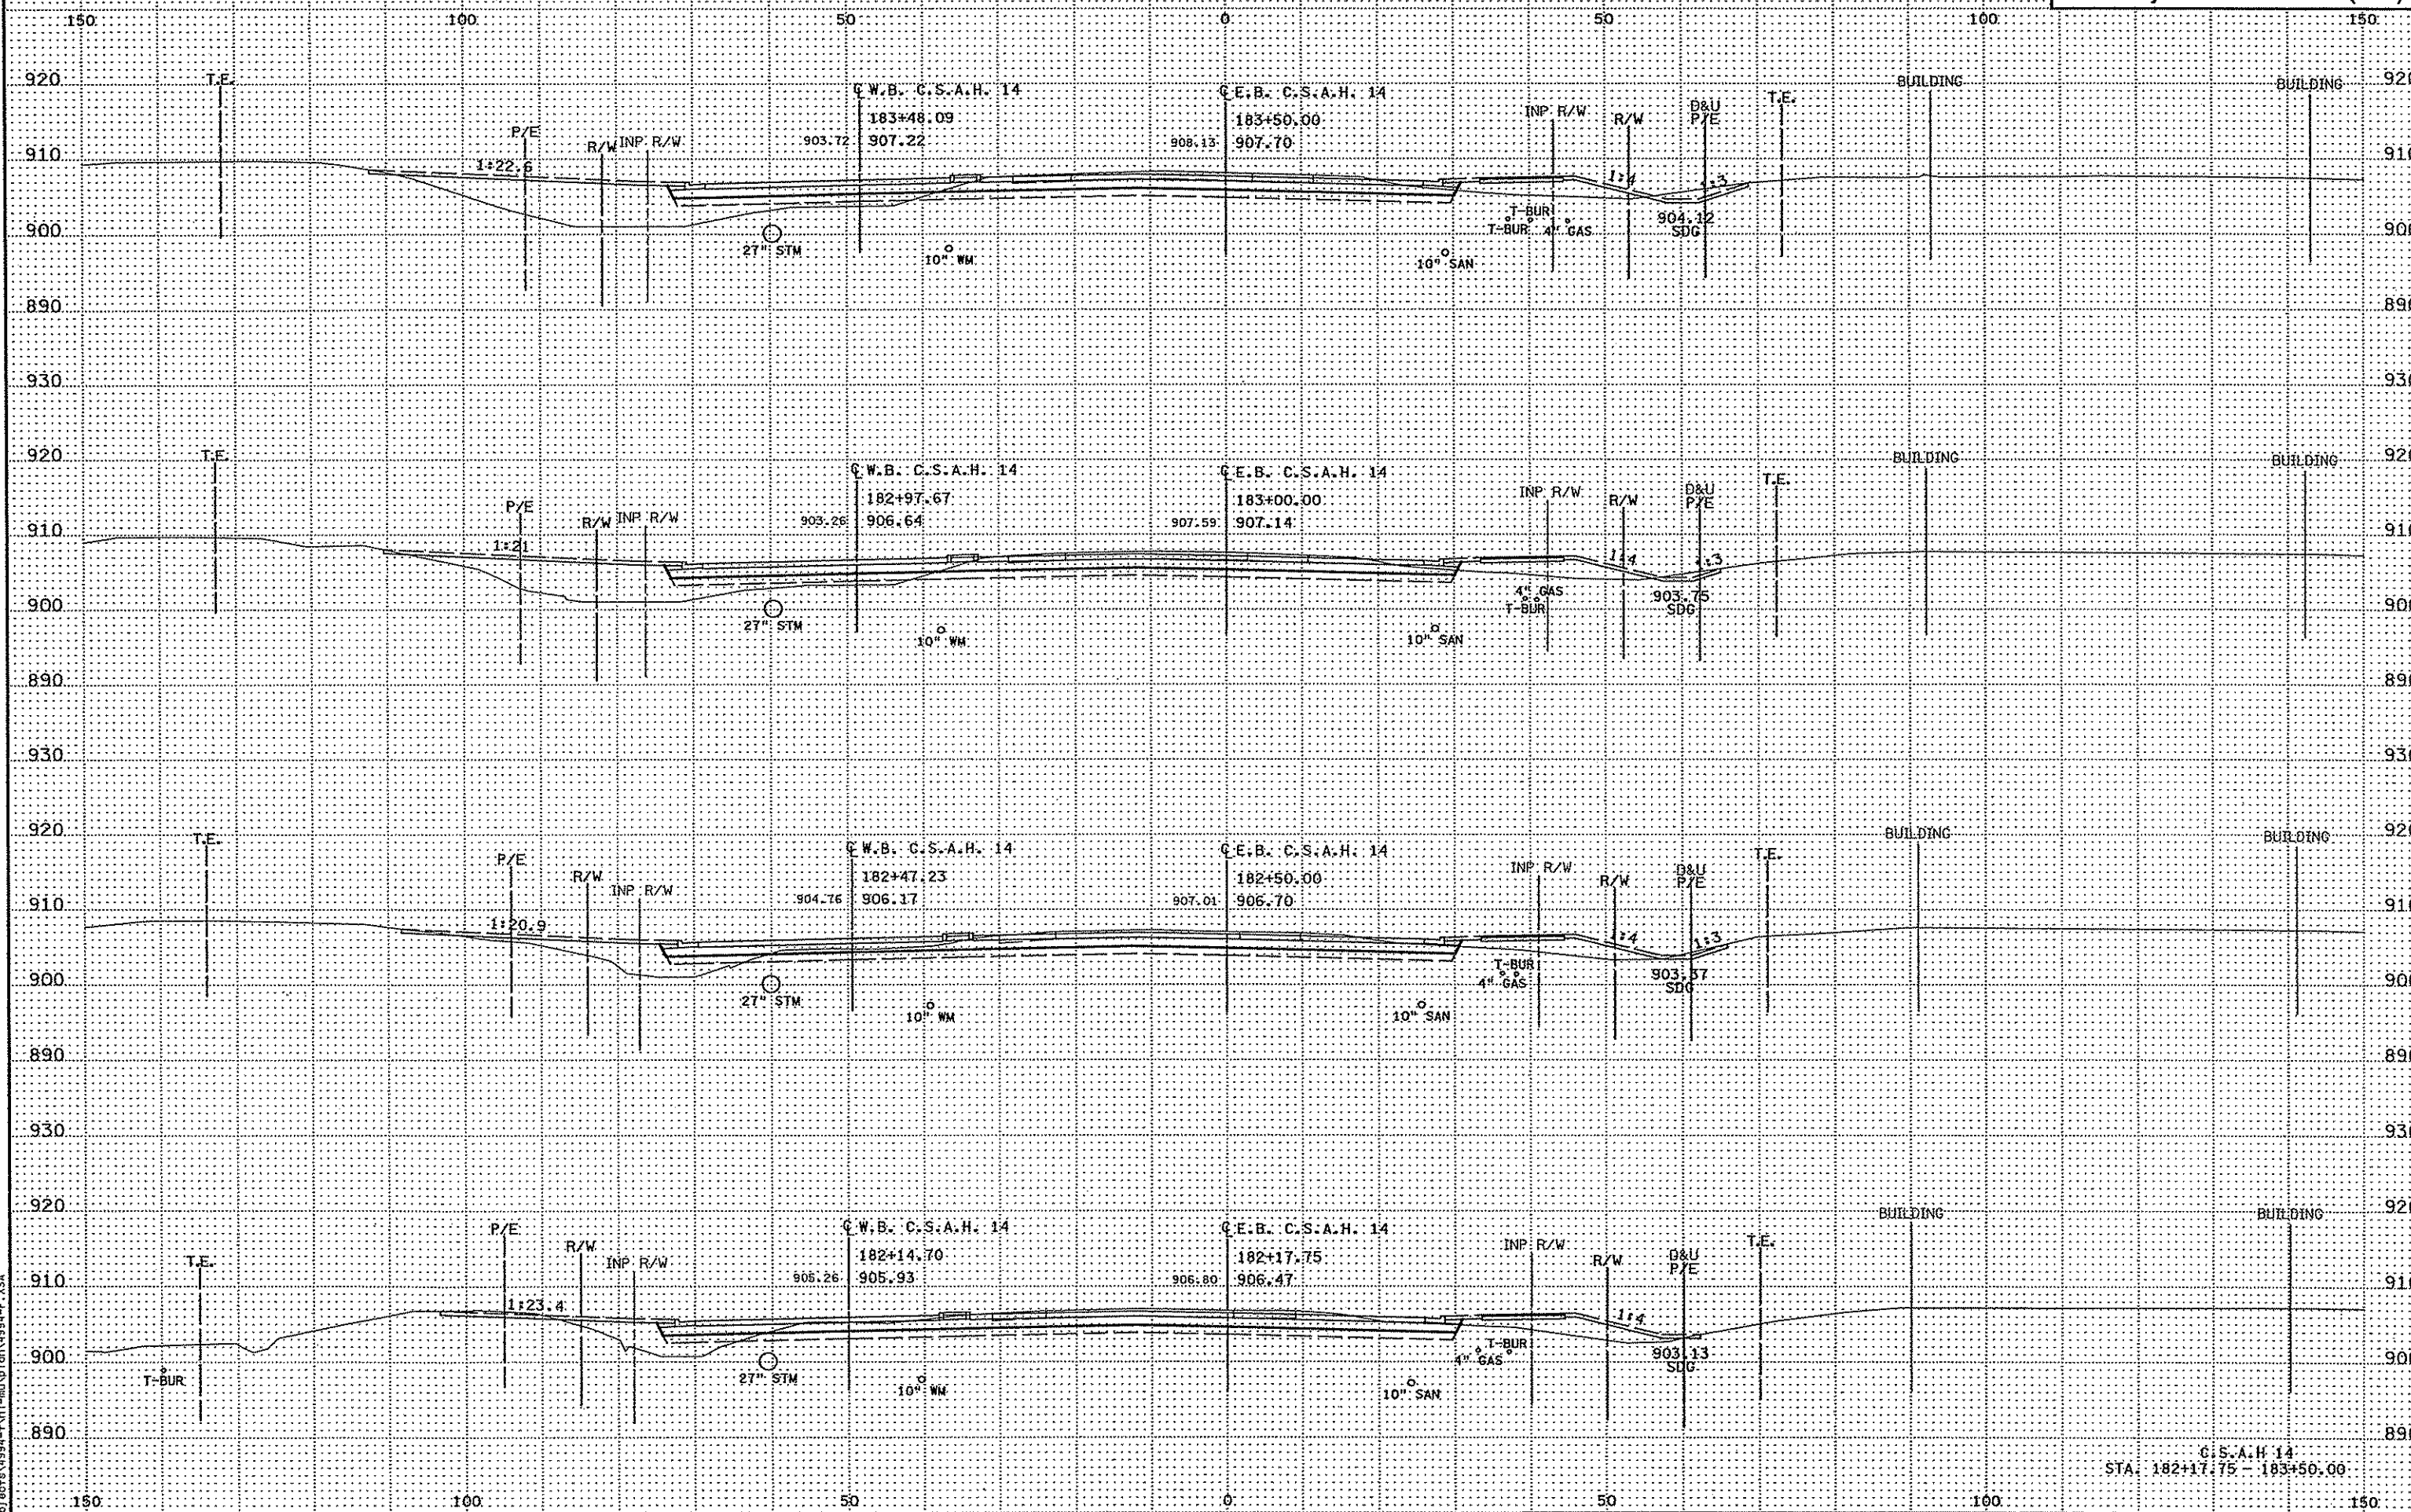 150 100 50 0 50 100 150
920 T.E. ℄ W.B. C.S.A.H. 14 ℄ E.B. C.S.A.H. 14 BUILDING BUILDING
P/E R/W INP R/W 183+48.09 183+50.00 INP R/W R/W D&U P/E T.E.
903.72 907.22 908.13 907.70
910 1:22.6 1:4 1:3
T-BUR T-BUR 4" GAS 904.12 SDG
900 27" STM 10" WM 10" SAN
890
930
920 T.E. ℄ W.B. C.S.A.H. 14 ℄ E.B. C.S.A.H. 14 BUILDING BUILDING
P/E R/W INP R/W 182+97.67 183+00.00 INP R/W R/W D&U P/E T.E.
903.26 906.64 907.59 907.14
910 1:21 1:4 1:3
4" GAS T-BUR 903.75 SDG
900 27" STM 10" WM 10" SAN
890
930
920 T.E. ℄ W.B. C.S.A.H. 14 ℄ E.B. C.S.A.H. 14 BUILDING BUILDING
P/E R/W INP R/W 182+47.23 182+50.00 INP R/W R/W D&U P/E T.E.
904.76 906.17 907.01 906.70
910 1:20.9 1:4 1:3
T-BUR 4" GAS 903.37 SDG
900 27" STM 10" WM 10" SAN
890
930
920 P/E ℄ W.B. C.S.A.H. 14 ℄ E.B. C.S.A.H. 14 BUILDING BUILDING
T.E. R/W INP R/W 182+14.70 182+17.75 INP R/W R/W D&U P/E T.E.
905.26 905.93 906.80 906.47
910 1:23.4 1:4
T-BUR 4" GAS 903.13 SDG
900 T-BUR 27" STM 10" WM 10" SAN
890
C.S.A.H 14
STA. 182+17.75 - 183+50.00
150 100 50 0 50 100 150